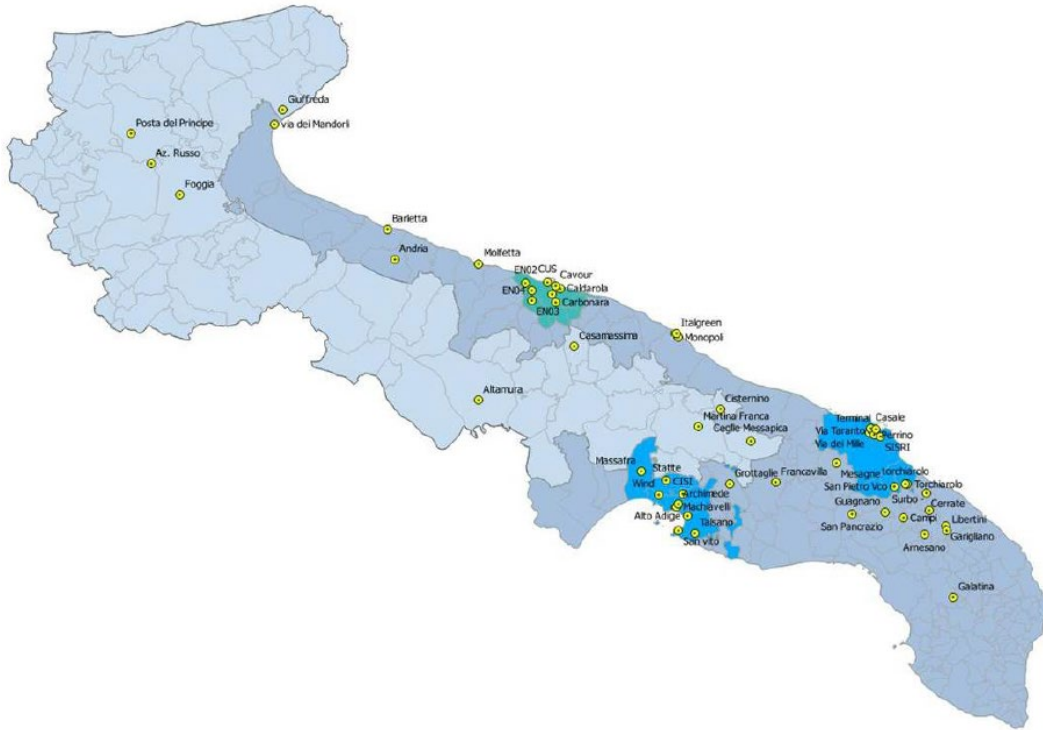 Giuffreda
via dei Mandorli
Posta del Principe
Az. Russo
Foggia
Barletta
Andria
Molfetta
EN02
CUS
Cavour
EN04
Caldarola
Carbonara
EN03
Italgreen
Monopoli
Casamassima
Altamura
Cisternino
Martina Franca
Ceglie Messapica
Terminal
Casale
Via Taranto
Perrino
Via dei Mille
SISRI
Massafra
Statte
Grottaglie
Francavilla
Mesagne
Torchiarolo
Wind
CISI
San Pietro Vco
Torchiarolo
Archimede
Guagnano
Surbo
Machiavelli
Cerrate
Alto Adige
Talsano
San Pancrazio
Campi
Libertini
San Vito
Arnesano
Garigliano
Galatina